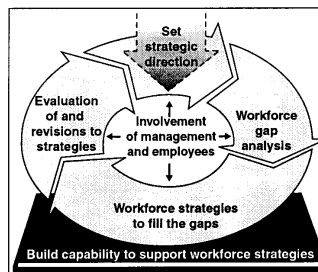 Set
strategic
direction
Evaluation
of and
revisions to
strategies
Involvement
of management
and employees
Workforce
gap
analysis
Workforce strategies
to fill the gaps
Build capability to support workforce strategies